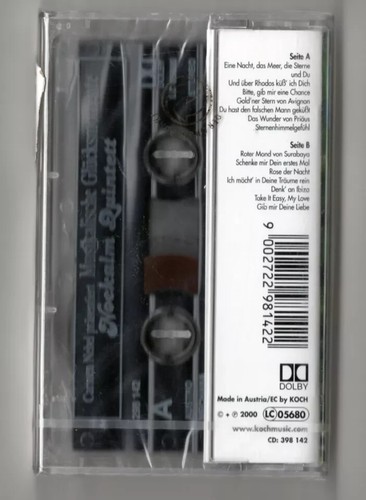 Seite A
Eine Nacht, das Meer, die Sterne
und Du
Und über Rhodos küß' ich Dich
Bitte, gib mir eine Chance
Gold'ner Stern von Avignon
Du hast den falschen Mann geküßt
Das Wunder von Priäus
Sternenhimmelgefühl
Seite B
Roter Mond von Surabaya
Schenke mir Dein erstes Mal
Rose der Nacht
Ich möcht' in Deine Träume rein
Denk' an Ibiza
Take It Easy, My Love
Gib mir Deine Liebe
9 002722 981422
DOLBY
Made in Austria/EC by KOCH
© + ℗ 2000 LC 05680
www.kochmusic.com
CD: 398 142
Nockalm Quintett
A